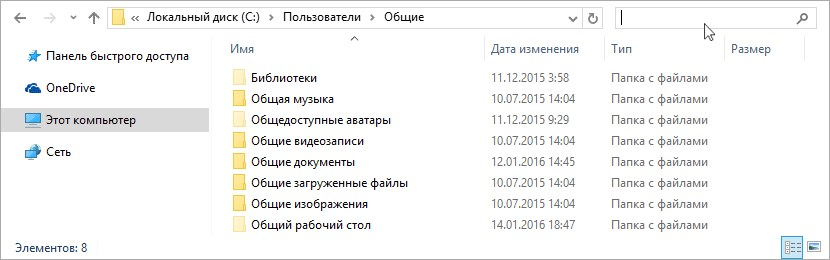 « Локальный диск (C:) › Пользователи › Общие
Имя Дата изменения Тип Размер
Панель быстрого доступа
OneDrive
Этот компьютер
Сеть
Библиотеки 11.12.2015 3:58 Папка с файлами
Общая музыка 10.07.2015 14:04 Папка с файлами
Общедоступные аватары 11.12.2015 9:29 Папка с файлами
Общие видеозаписи 10.07.2015 14:04 Папка с файлами
Общие документы 12.01.2016 14:45 Папка с файлами
Общие загруженные файлы 10.07.2015 14:04 Папка с файлами
Общие изображения 10.07.2015 14:04 Папка с файлами
Общий рабочий стол 14.01.2016 18:47 Папка с файлами
Элементов: 8